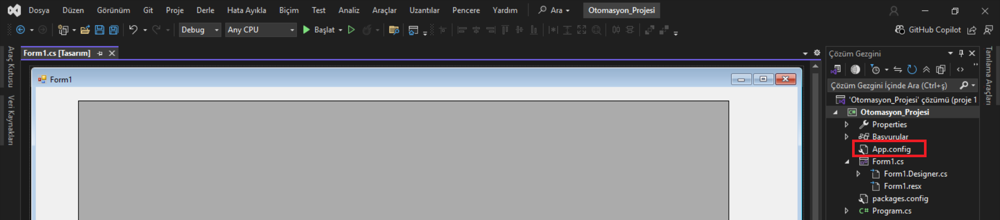 Dosya Düzen Görünüm Git Proje Derle Hata Ayıkla Biçim Test Analiz Araçlar Uzantılar Pencere Yardım Ara Otomasyon_Projesi
Debug Any CPU Başlat GitHub Copilot
Araç Kutusu
Veri Kaynakları
Form1.cs [Tasarım]
Form1
Çözüm Gezgini
Çözüm Gezgini İçinde Ara (Ctrl+ş)
'Otomasyon_Projesi' çözümü (proje 1
C# Otomasyon_Projesi
Properties
Başvurular
App.config
Form1.cs
Form1.Designer.cs
Form1.resx
packages.config
C# Program.cs
Tanılama Araçları